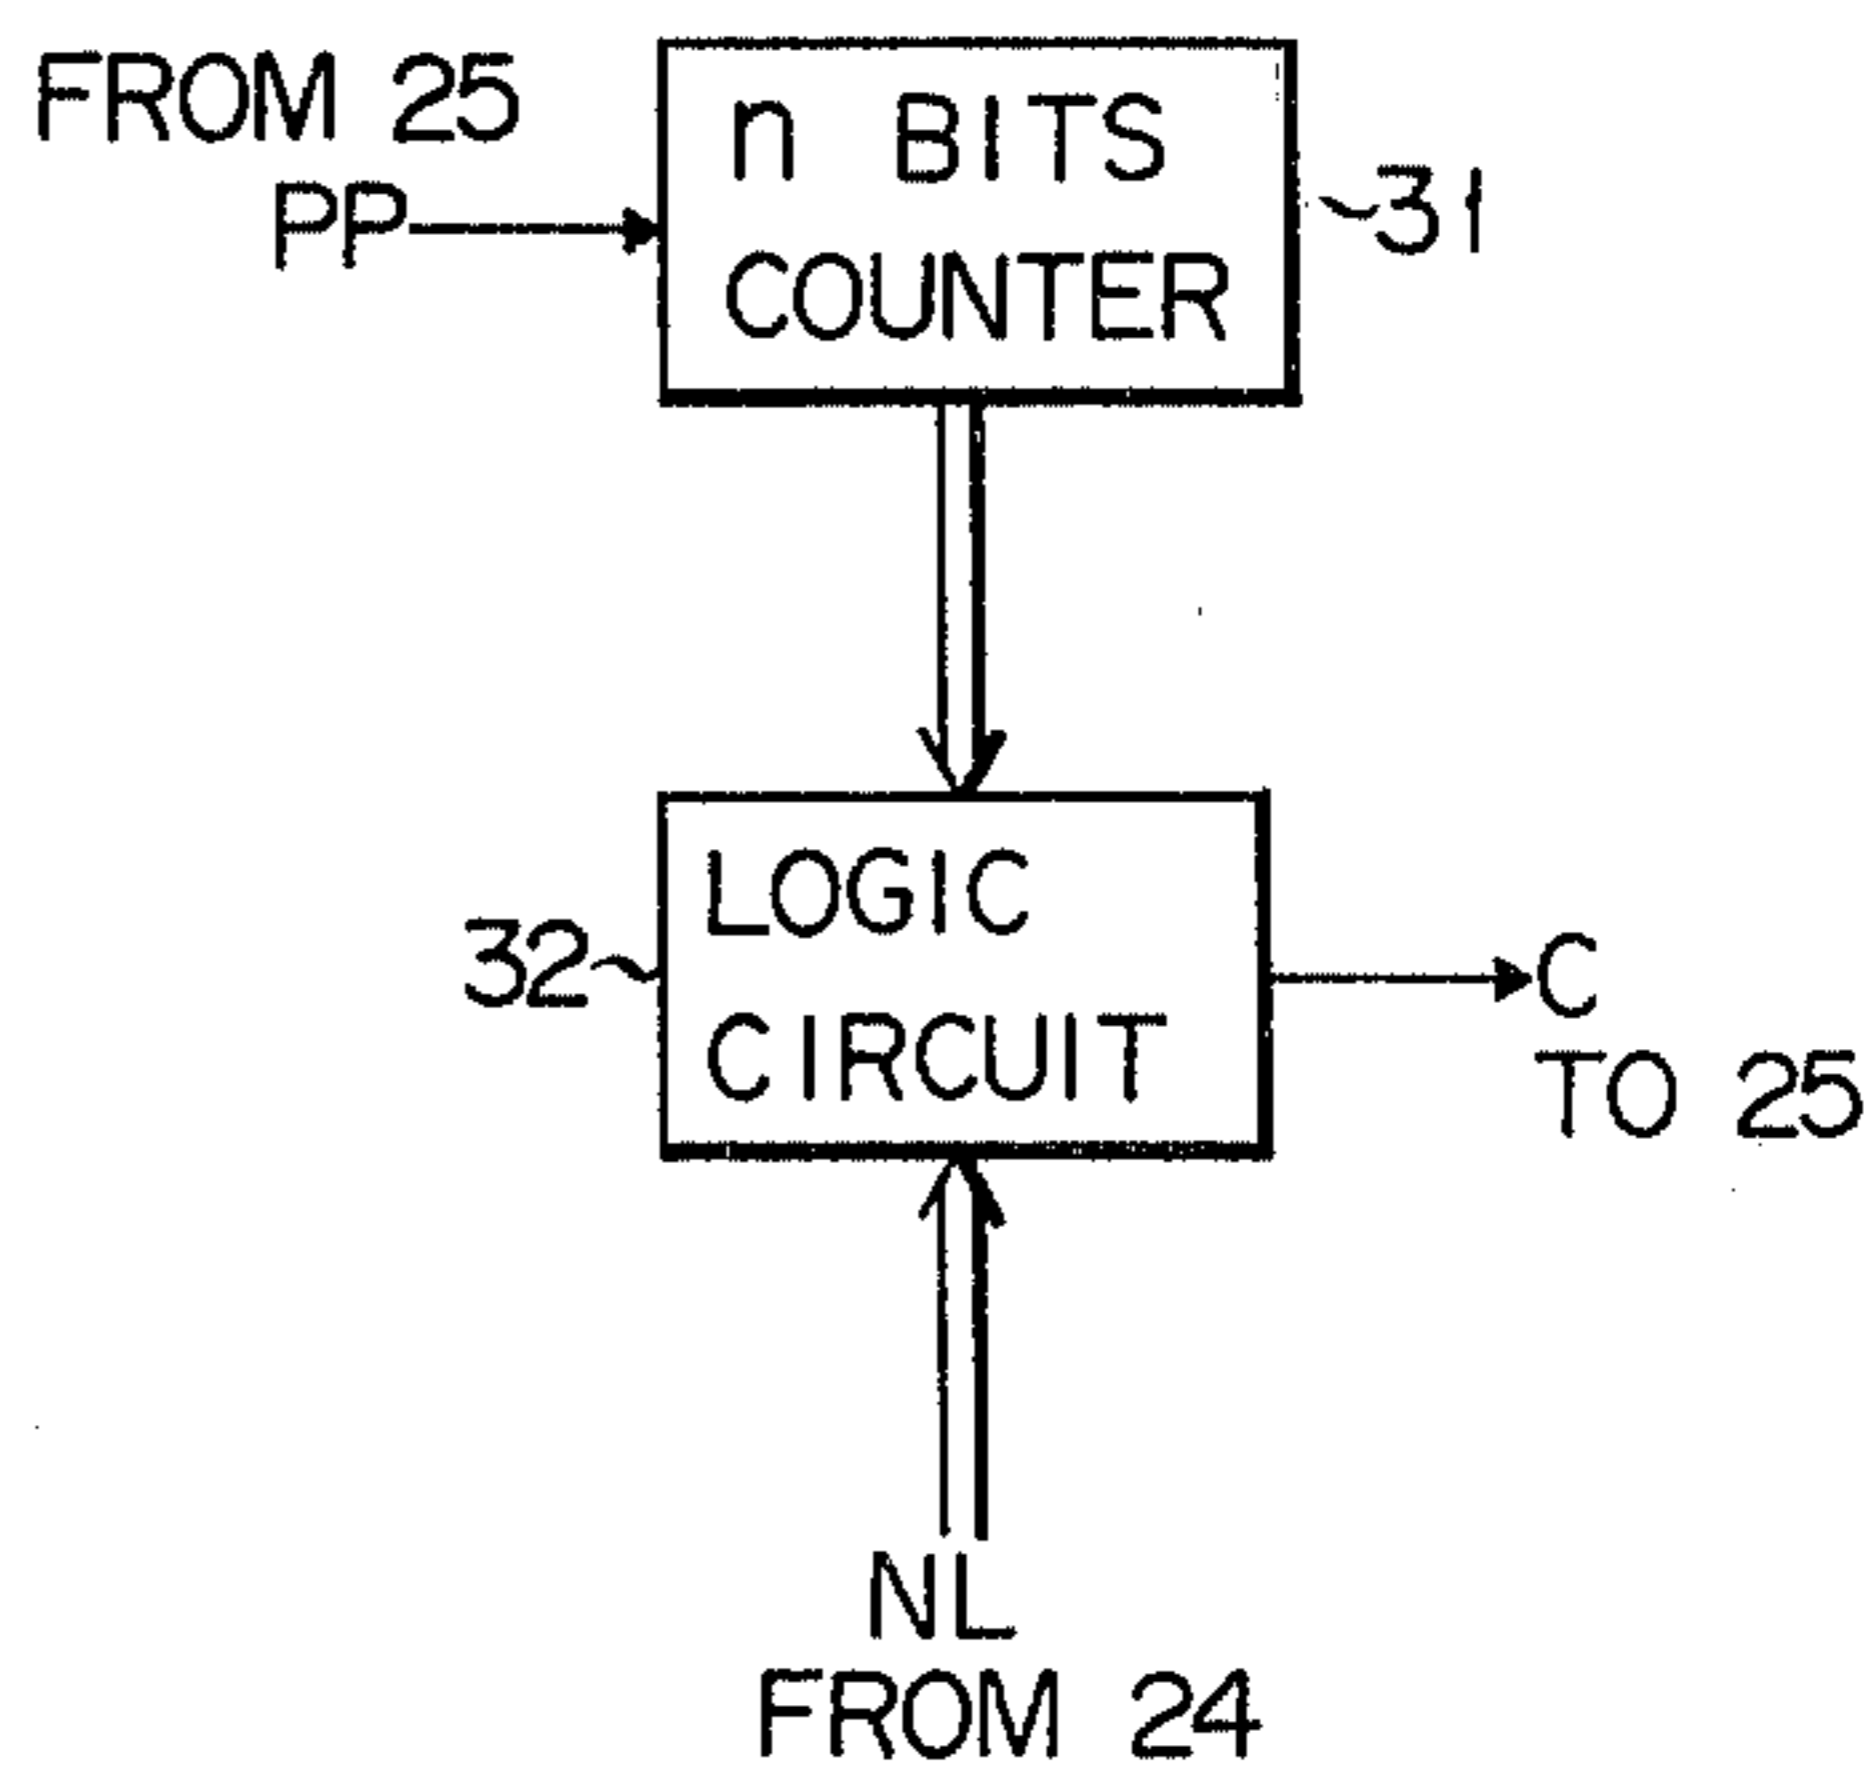 FROM 25
PP
n BITS
COUNTER
31
LOGIC
CIRCUIT
32
C
TO 25
NL
FROM 24